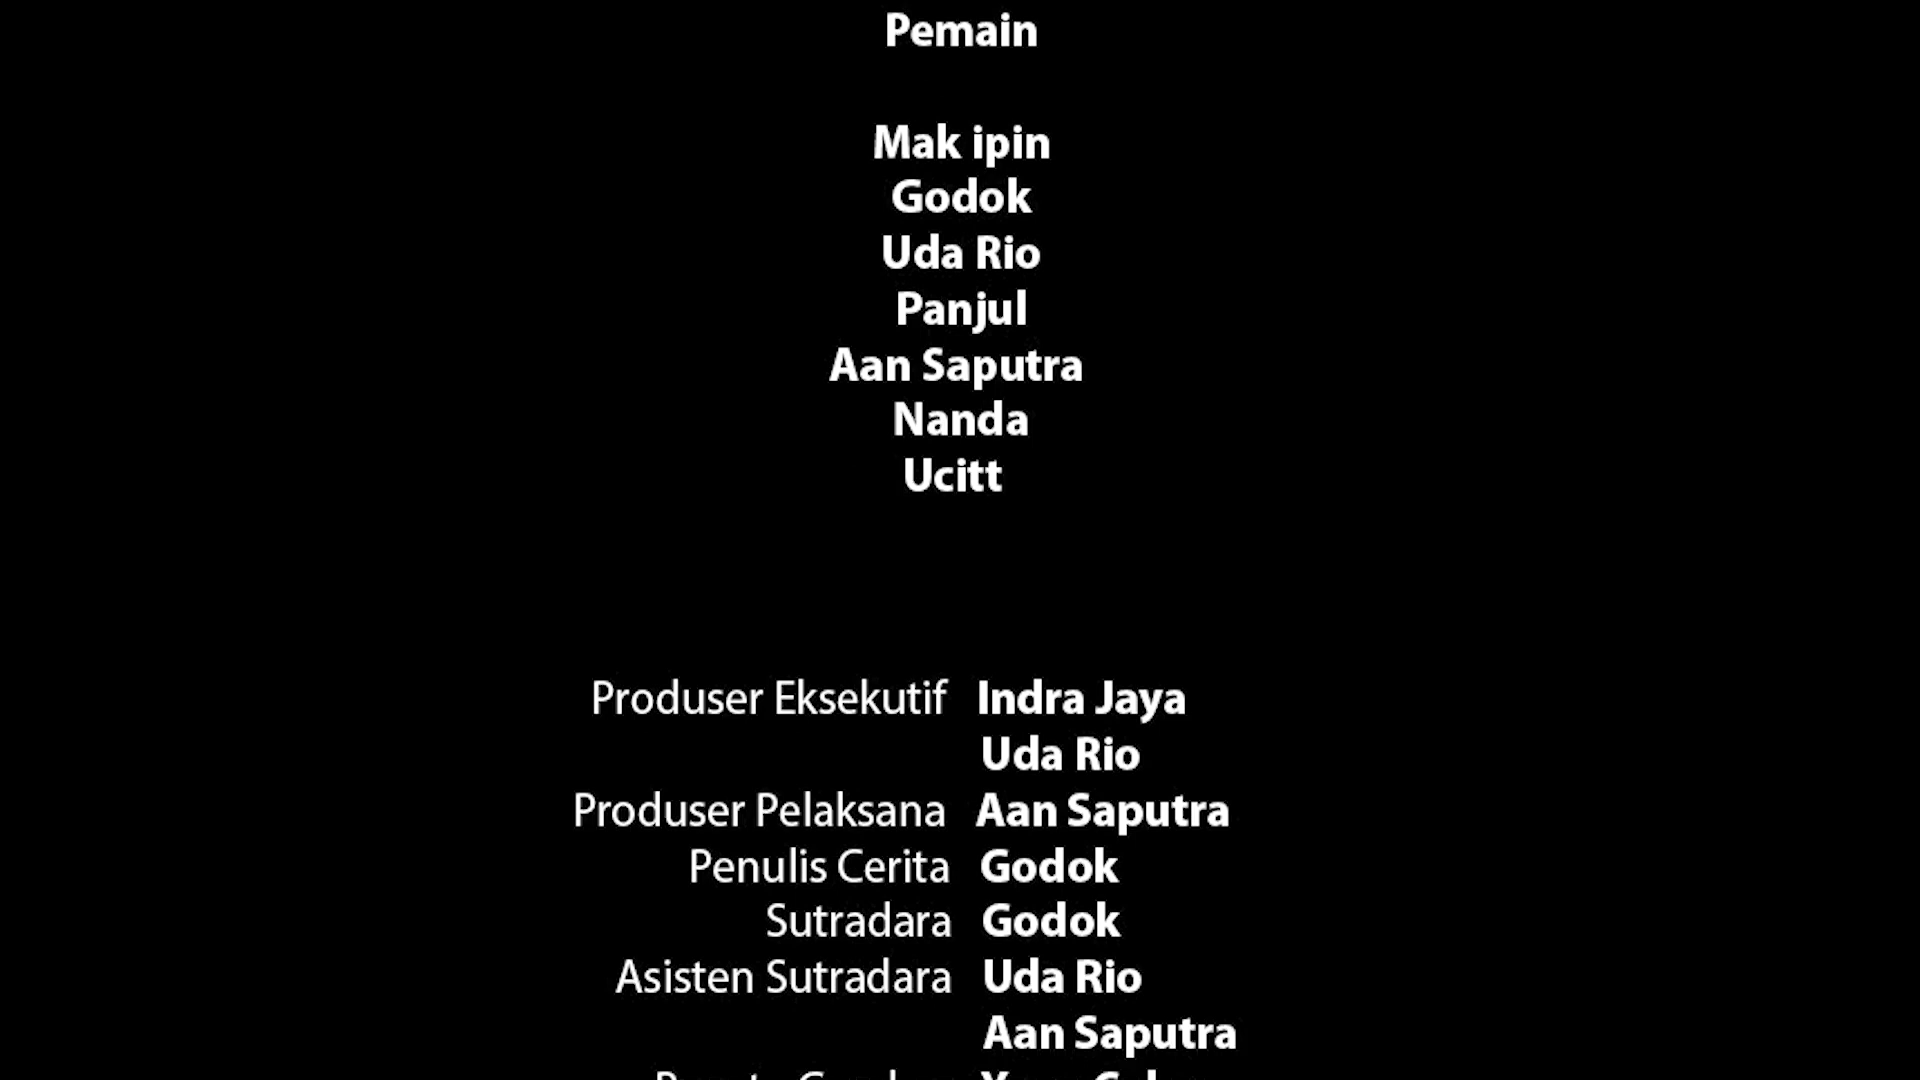 Pemain
Mak ipin
Godok
Uda Rio
Panjul
Aan Saputra
Nanda
Ucitt
Produser Eksekutif Indra Jaya
Uda Rio
Produser Pelaksana Aan Saputra
Penulis Cerita Godok
Sutradara Godok
Asisten Sutradara Uda Rio
Aan Saputra